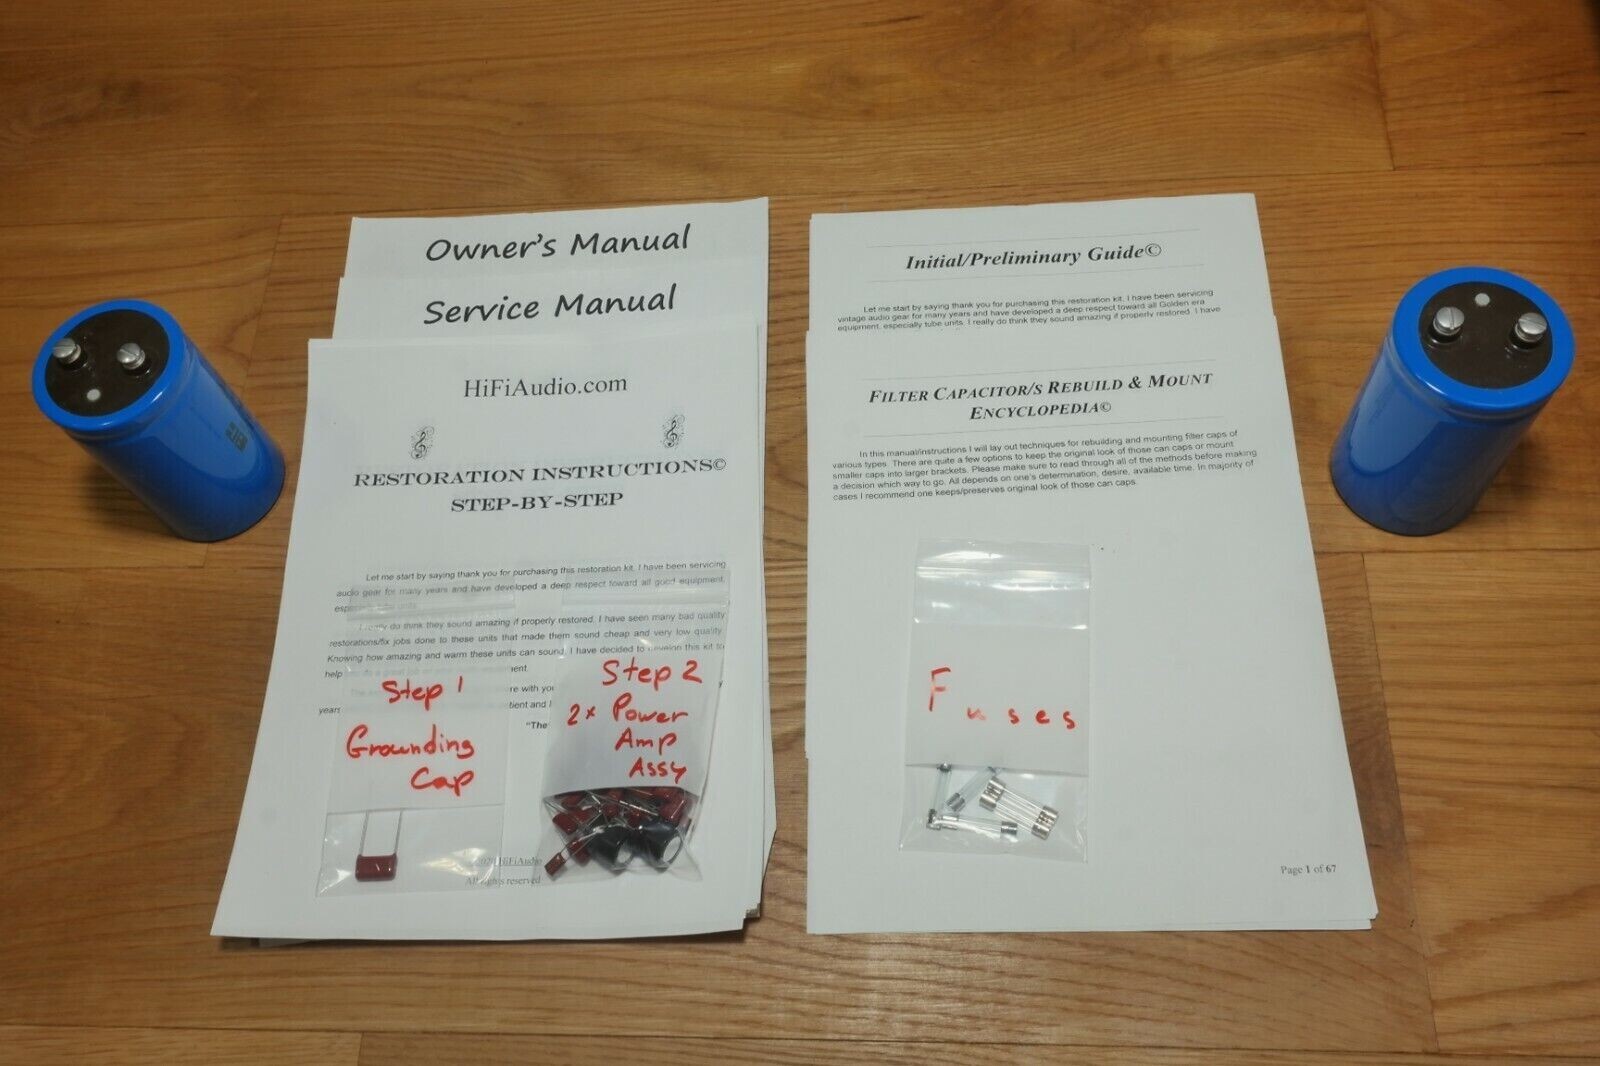 Owner's Manual
Service Manual
HiFiAudio.com
RESTORATION INSTRUCTIONS©
STEP-BY-STEP
Let me start by saying thank you for purchasing this restoration kit. I have been servicing
audio gear for many years and have developed a deep respect toward all good equipment,
especially tube units.
I really do think they sound amazing if properly restored. I have seen many bad quality
restorations/fix jobs done to these units that made them sound cheap and very low quality.
Knowing how amazing and warm these units can sound, I have decided to develop this kit to
help
re with you
years
tient and
"The
Step 1
Grounding
Cap
Step 2
2x Power
Amp
Assy
HiFiAudio
All rights reserved
Initial/Preliminary Guide©
Let me start by saying thank you for purchasing this restoration kit. I have been servicing
vintage audio gear for many years and have developed a deep respect toward all Golden era
equipment, especially tube units. I really do think they sound amazing if properly restored. I have
FILTER CAPACITOR/S REBUILD & MOUNT
ENCYCLOPEDIA©
In this manual/instructions I will lay out techniques for rebuilding and mounting filter caps of
various types. There are quite a few options to keep the original look of those can caps or mount
smaller caps into larger brackets. Please make sure to read through all of the methods before making
a decision which way to go. All depends on one's determination, desire, available time. In majority of
cases I recommend one keeps/preserves original look of those can caps.
Fuses
Page 1 of 67